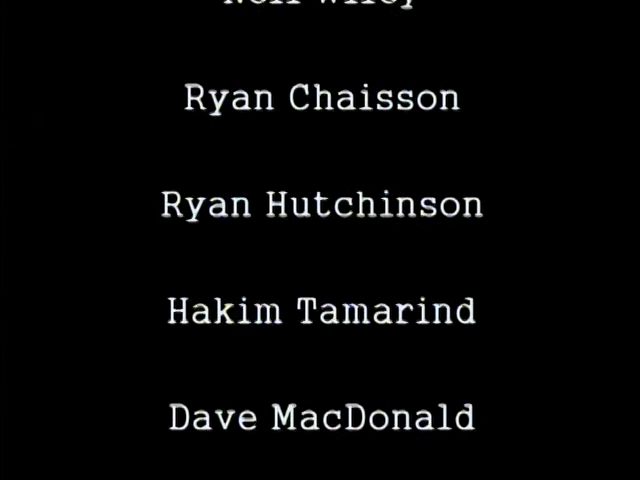 Ryan Chaisson
Ryan Hutchinson
Hakim Tamarind
Dave MacDonald